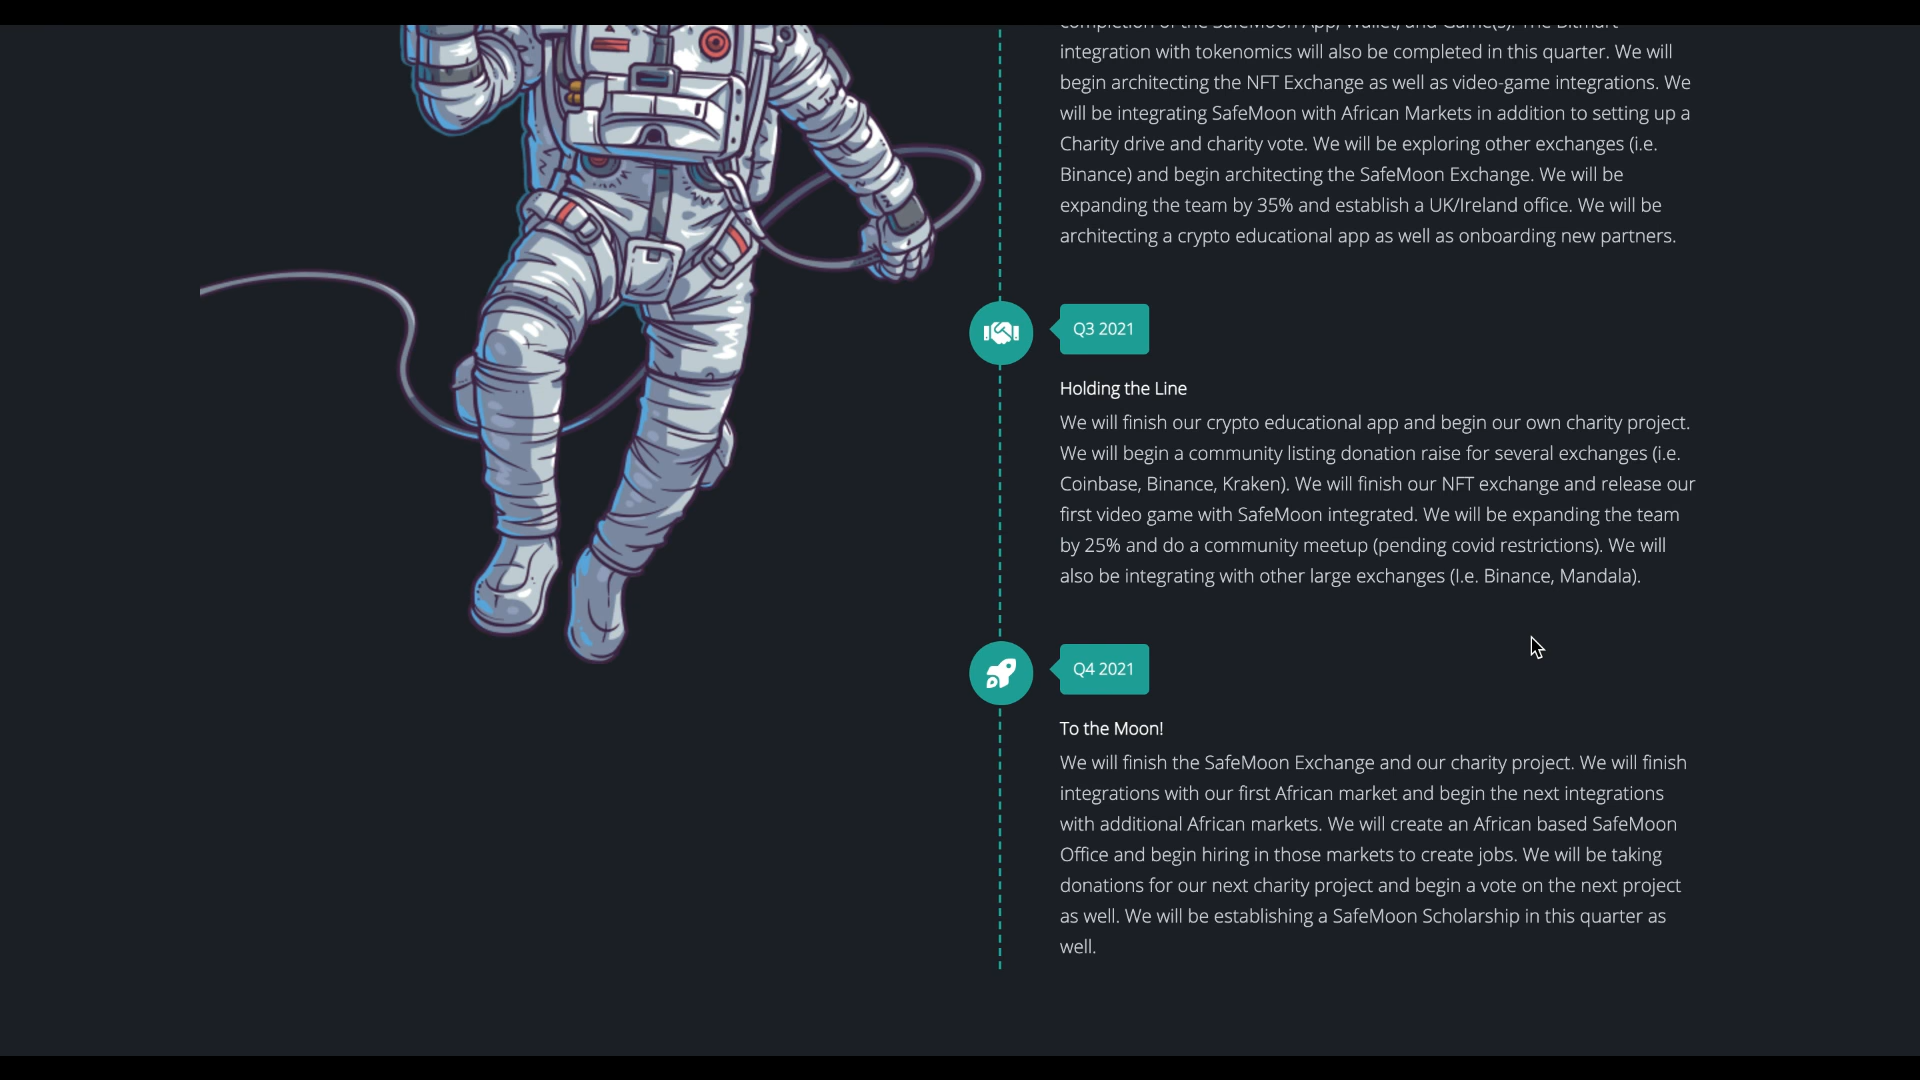 completion of the SafeMoon App, Wallet, and Game(s). The Bitmart
integration with tokenomics will also be completed in this quarter. We will
begin architecting the NFT Exchange as well as video-game integrations. We
will be integrating SafeMoon with African Markets in addition to setting up a
Charity drive and charity vote. We will be exploring other exchanges (i.e.
Binance) and begin architecting the SafeMoon Exchange. We will be
expanding the team by 35% and establish a UK/Ireland office. We will be
architecting a crypto educational app as well as onboarding new partners.
Q3 2021
Holding the Line
We will finish our crypto educational app and begin our own charity project.
We will begin a community listing donation raise for several exchanges (i.e.
Coinbase, Binance, Kraken). We will finish our NFT exchange and release our
first video game with SafeMoon integrated. We will be expanding the team
by 25% and do a community meetup (pending covid restrictions). We will
also be integrating with other large exchanges (I.e. Binance, Mandala).
Q4 2021
To the Moon!
We will finish the SafeMoon Exchange and our charity project. We will finish
integrations with our first African market and begin the next integrations
with additional African markets. We will create an African based SafeMoon
Office and begin hiring in those markets to create jobs. We will be taking
donations for our next charity project and begin a vote on the next project
as well. We will be establishing a SafeMoon Scholarship in this quarter as
well.